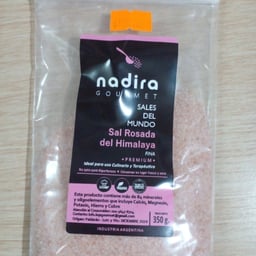 nadira
GOURMET
SALES
DEL
MUNDO
Sal Rosada
del Himalaya
FINA
• PREMIUM •
Ideal para uso Culinario y Terapéutico
Este producto contiene más de 84 minerales
y oligoelementos que incluye Calcio, Magnesio,
Potasio, Hierro y Cobre
350 g.
INDUSTRIA ARGENTINA